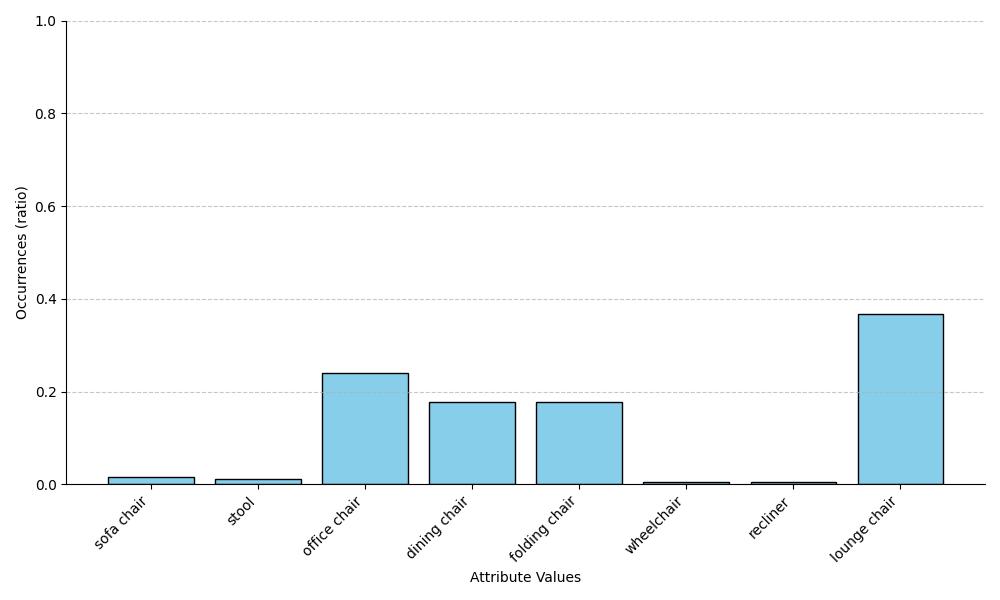 1.0
0.8
0.6
0.4
0.2
0.0
Occurrences (ratio)
sofa chair
stool
office chair
dining chair
folding chair
wheelchair
recliner
lounge chair
Attribute Values